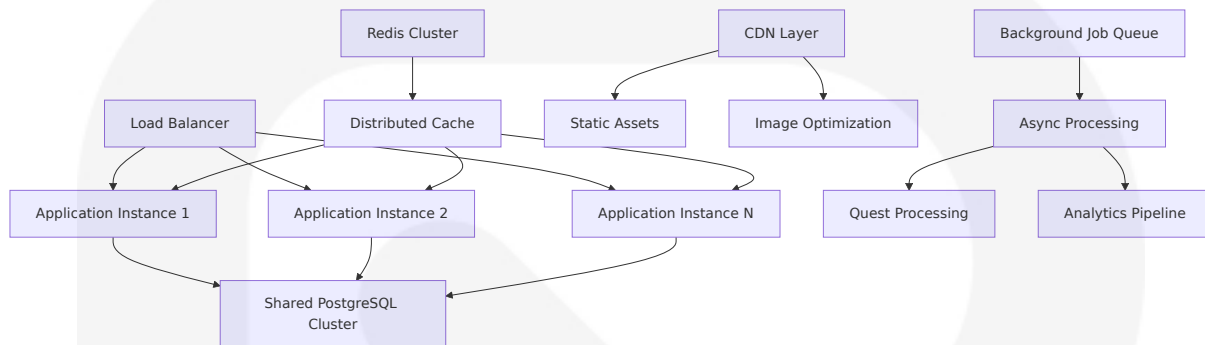 Redis Cluster
CDN Layer
Background Job Queue
Load Balancer
Distributed Cache
Static Assets
Image Optimization
Async Processing
Application Instance 1
Application Instance 2
Application Instance N
Quest Processing
Analytics Pipeline
Shared PostgreSQL
Cluster